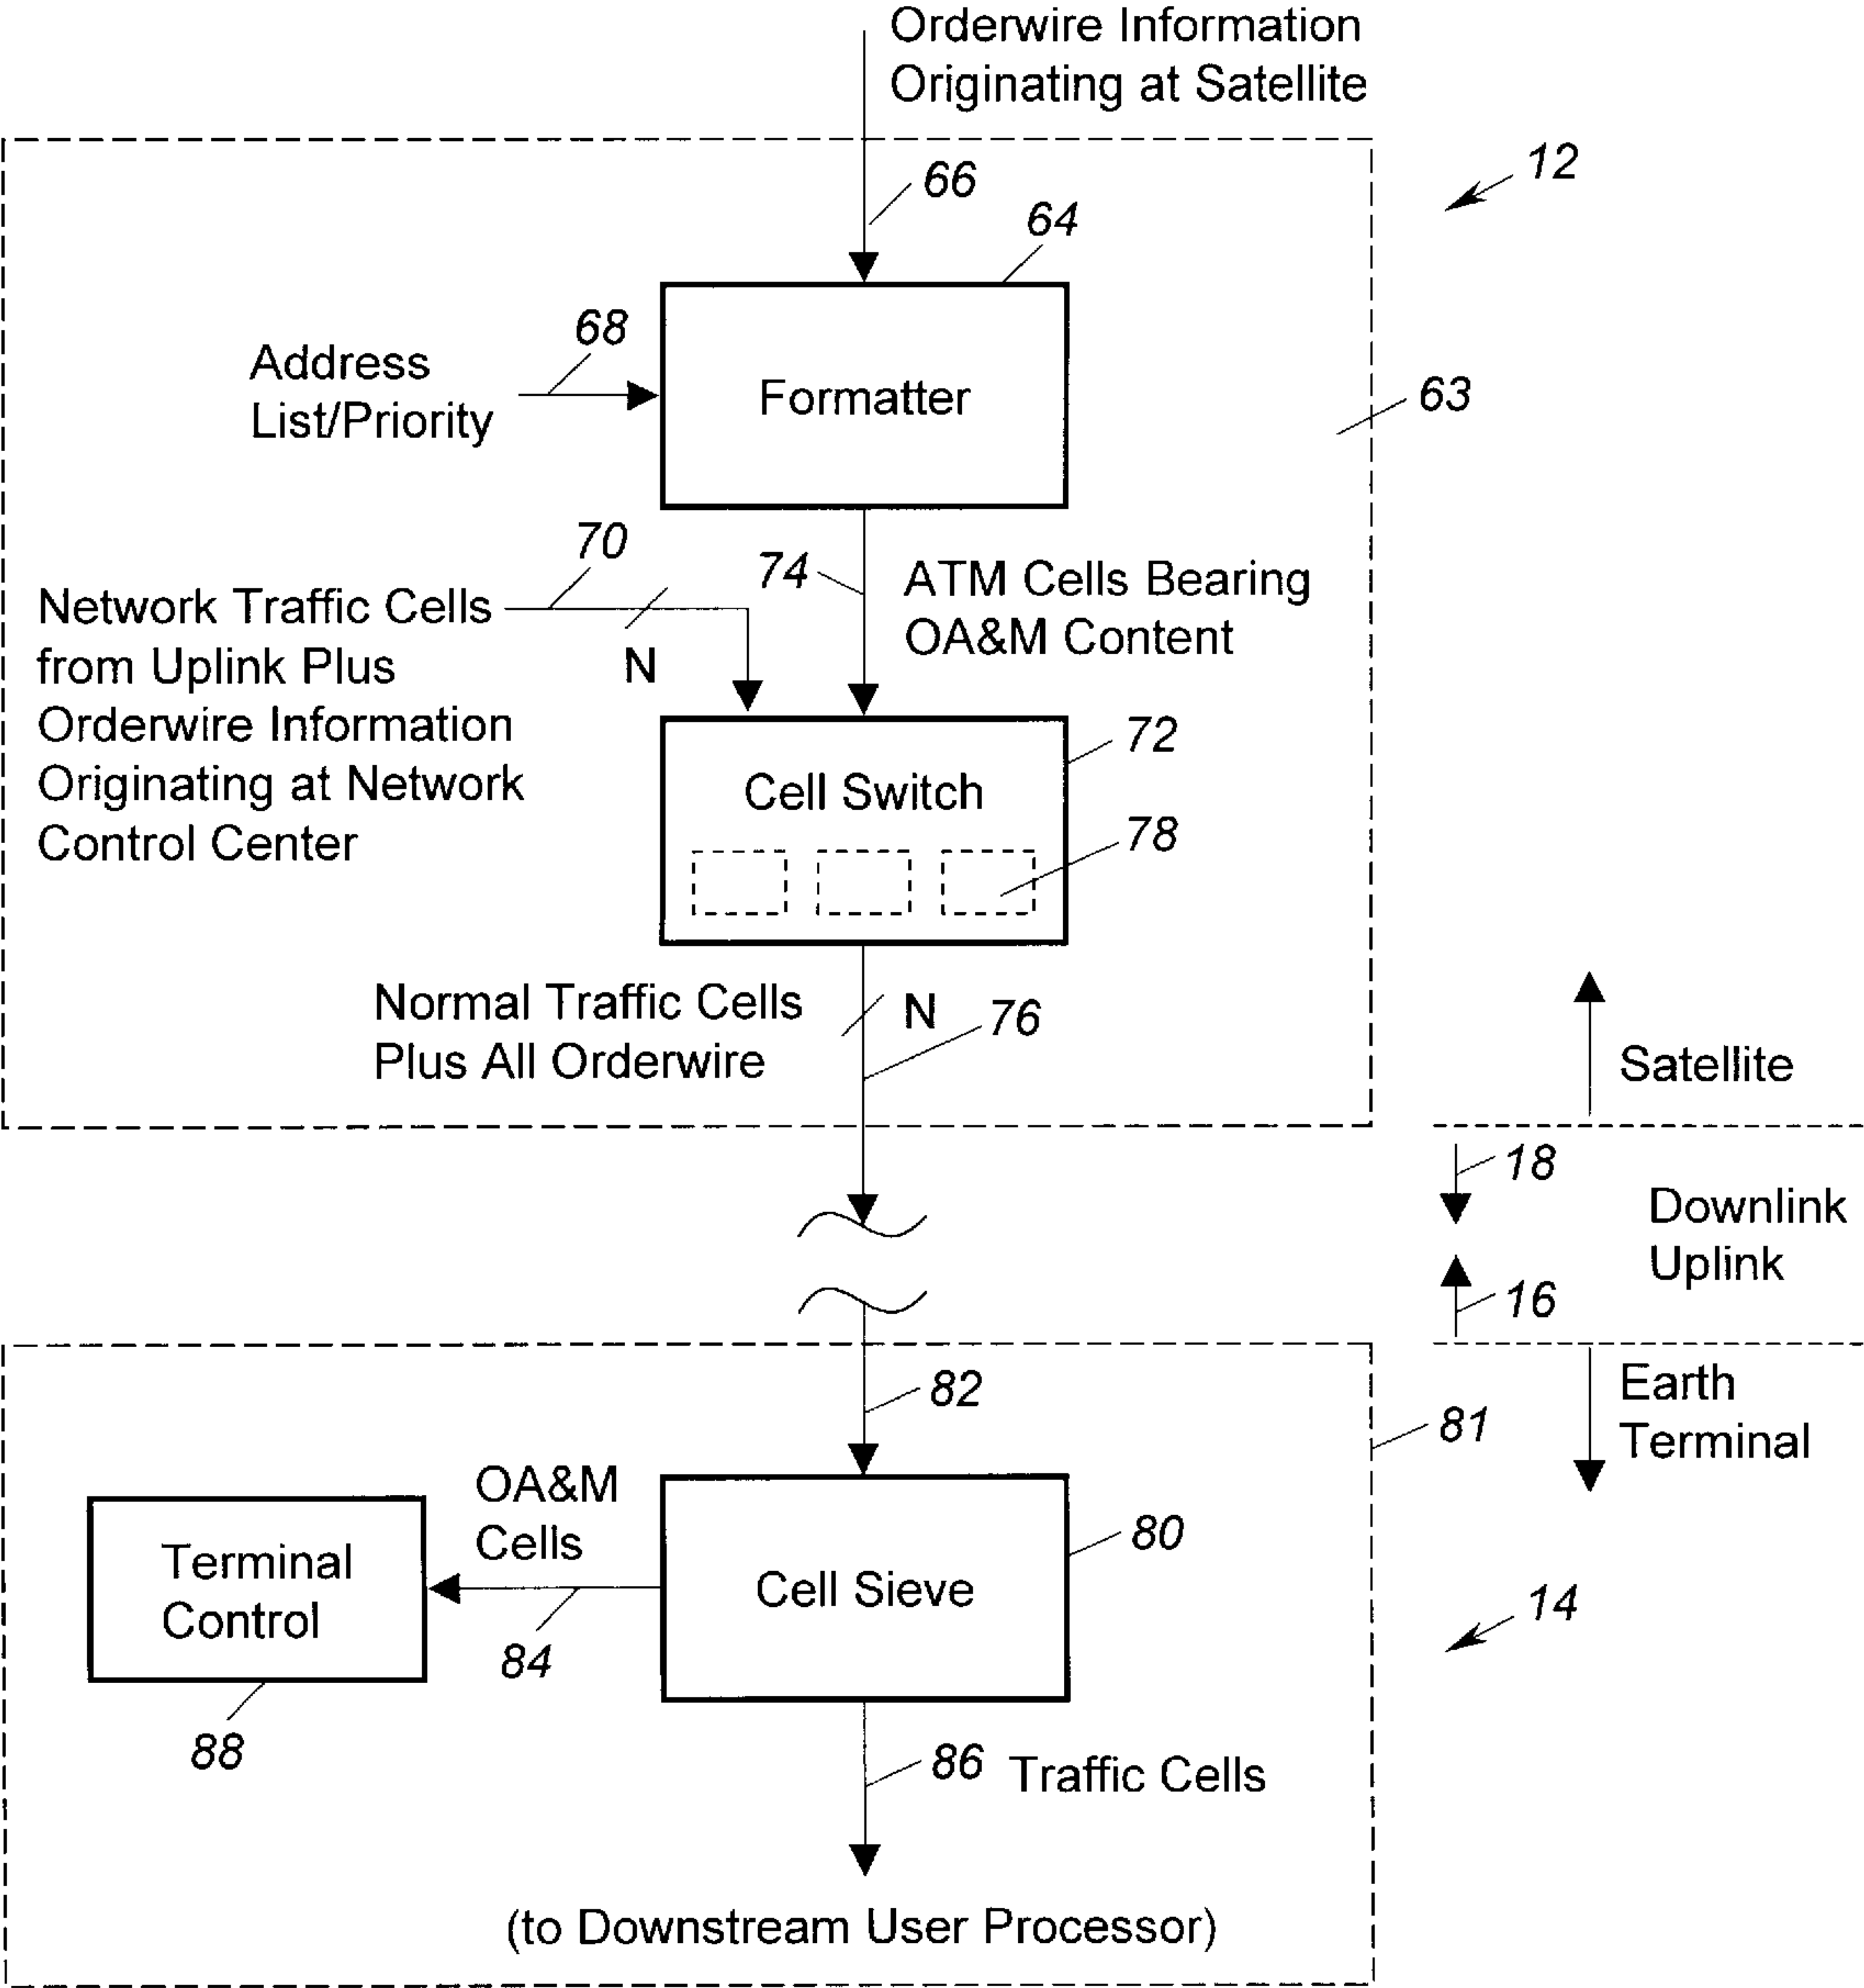 Orderwire Information
Originating at Satellite
12
66
64
68
Address
List/Priority
Formatter
63
70
74
ATM Cells Bearing
OA&M Content
Network Traffic Cells
from Uplink Plus
Orderwire Information
Originating at Network
Control Center
N
72
Cell Switch
78
Normal Traffic Cells
Plus All Orderwire
N
76
Satellite
18
Downlink
Uplink
16
82
Earth
Terminal
81
OA&M
Cells
80
Terminal
Control
Cell Sieve
14
84
88
86
Traffic Cells
(to Downstream User Processor)